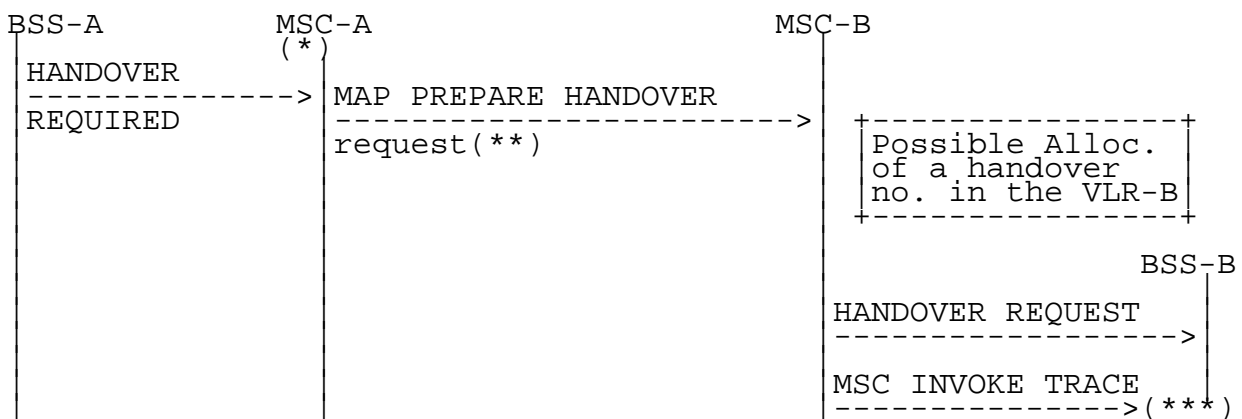 BSS-A MSC-A MSC-B
(*)
HANDOVER
REQUIRED
MAP PREPARE HANDOVER
request(**)
Possible Alloc.
of a handover
no. in the VLR-B
BSS-B
HANDOVER REQUEST
MSC INVOKE TRACE
(***)